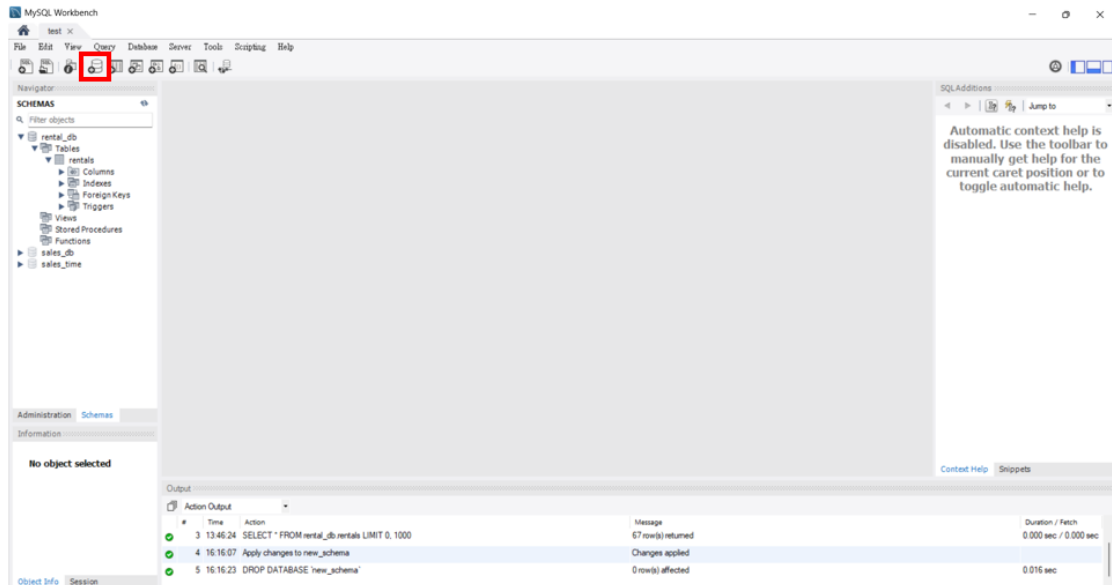 MySQL Workbench
test
File Edit View Query Database Server Tools Scripting Help
Navigator
SCHEMAS
Filter objects
rental_db
Tables
rentals
Columns
Indexes
Foreign Keys
Triggers
Views
Stored Procedures
Functions
sales_db
sales_time
Administration Schemas
Information
No object selected
Object Info Session
SQLAdditions
Jump to
Automatic context help is
disabled. Use the toolbar to
manually get help for the
current caret position or to
toggle automatic help.
Context Help Snippets
Output
Action Output
# Time Action Message Duration / Fetch
3 13:46:24 SELECT * FROM rental_db.rentals LIMIT 0, 1000 67 row(s) returned 0.000 sec / 0.000 sec
4 16:16:07 Apply changes to new_schema Changes applied
5 16:16:23 DROP DATABASE `new_schema` 0 row(s) affected 0.016 sec